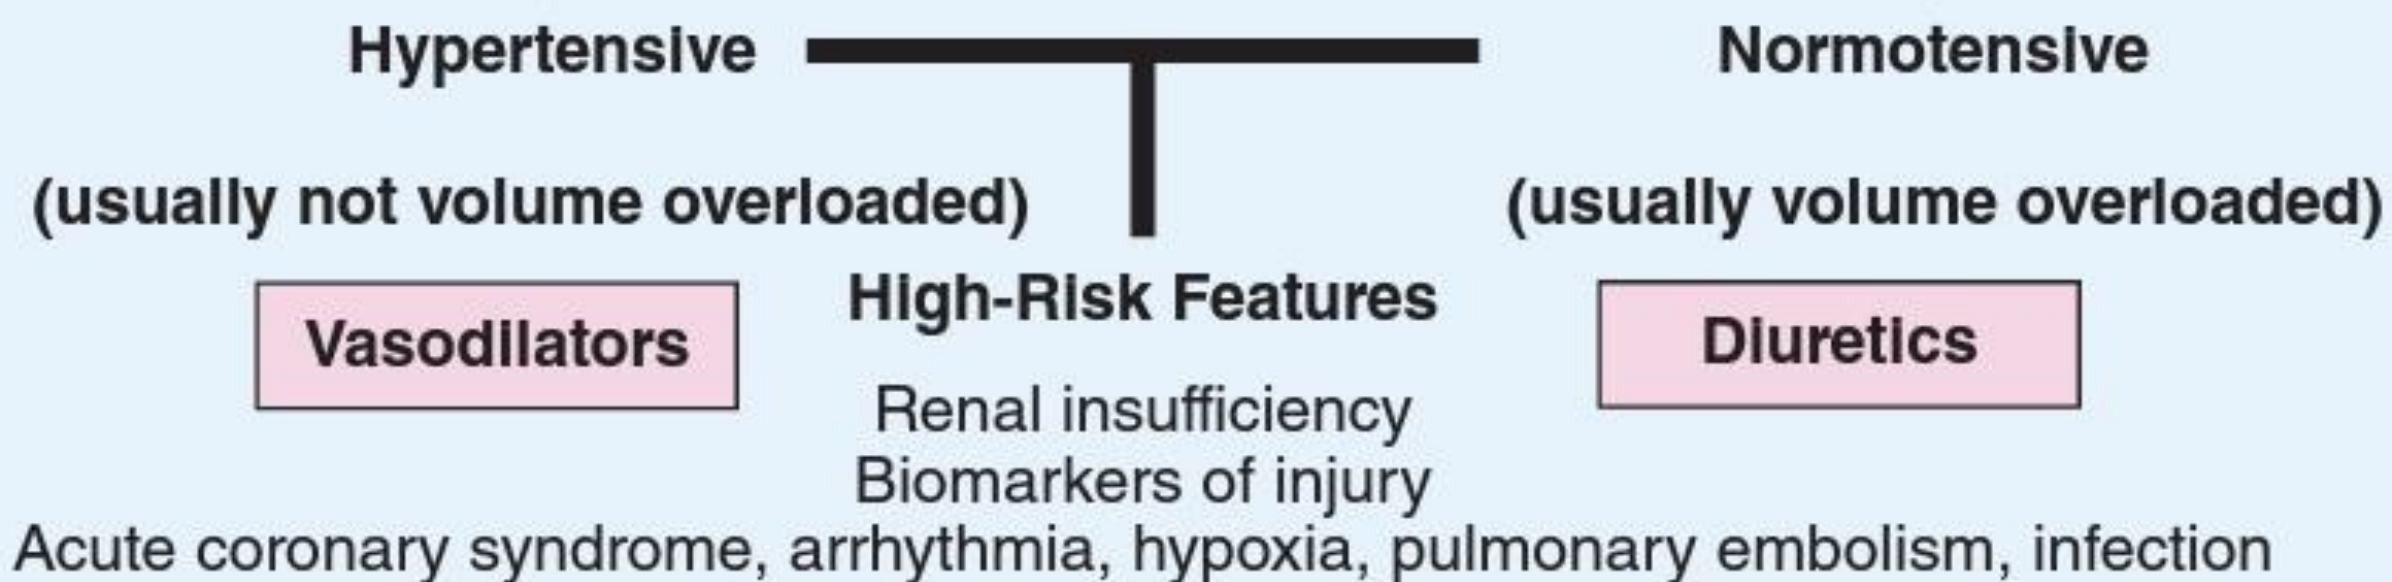 Hypertensive
Normotensive
(usually not volume overloaded)
(usually volume overloaded)
Vasodilators
High-Risk Features
Diuretics
Renal insufficiency
Biomarkers of injury
Acute coronary syndrome, arrhythmia, hypoxia, pulmonary embolism, infection